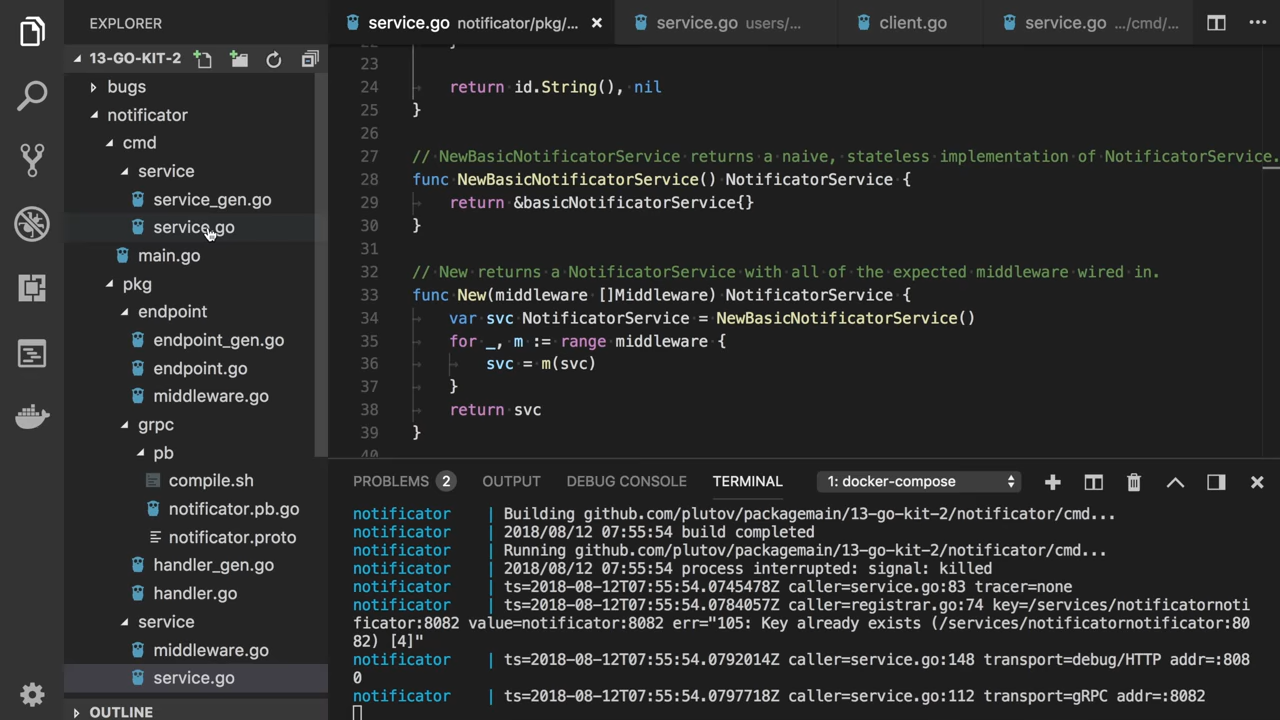 EXPLORER
13-GO-KIT-2
bugs
notificator
cmd
service
service_gen.go
service.go
main.go
pkg
endpoint
endpoint_gen.go
endpoint.go
middleware.go
grpc
pb
compile.sh
notificator.pb.go
notificator.proto
handler_gen.go
handler.go
service
middleware.go
service.go
OUTLINE
service.go notificator/pkg/...
service.go users/...
client.go
service.go .../cmd/...
22 }
23
24 return id.String(), nil
25 }
26
27 // NewBasicNotificatorService returns a naive, stateless implementation of NotificatorService.
28 func NewBasicNotificatorService() NotificatorService {
29 return &basicNotificatorService{}
30 }
31
32 // New returns a NotificatorService with all of the expected middleware wired in.
33 func New(middleware []Middleware) NotificatorService {
34 var svc NotificatorService = NewBasicNotificatorService()
35 for _, m := range middleware {
36 svc = m(svc)
37 }
38 return svc
39 }
40
PROBLEMS 2 OUTPUT DEBUG CONSOLE TERMINAL 1: docker-compose
notificator | Building github.com/plutov/packagemain/13-go-kit-2/notificator/cmd...
notificator | 2018/08/12 07:55:54 build completed
notificator | Running github.com/plutov/packagemain/13-go-kit-2/notificator/cmd...
notificator | 2018/08/12 07:55:54 process interrupted: signal: killed
notificator | ts=2018-08-12T07:55:54.0745478Z caller=service.go:83 tracer=none
notificator | ts=2018-08-12T07:55:54.0784057Z caller=registrar.go:74 key=/services/notificatornoti
ficator:8082 value=notificator:8082 err="105: Key already exists (/services/notificatornotificator:80
82) [4]"
notificator | ts=2018-08-12T07:55:54.0792014Z caller=service.go:148 transport=debug/HTTP addr=:808
0
notificator | ts=2018-08-12T07:55:54.0797718Z caller=service.go:112 transport=gRPC addr=:8082